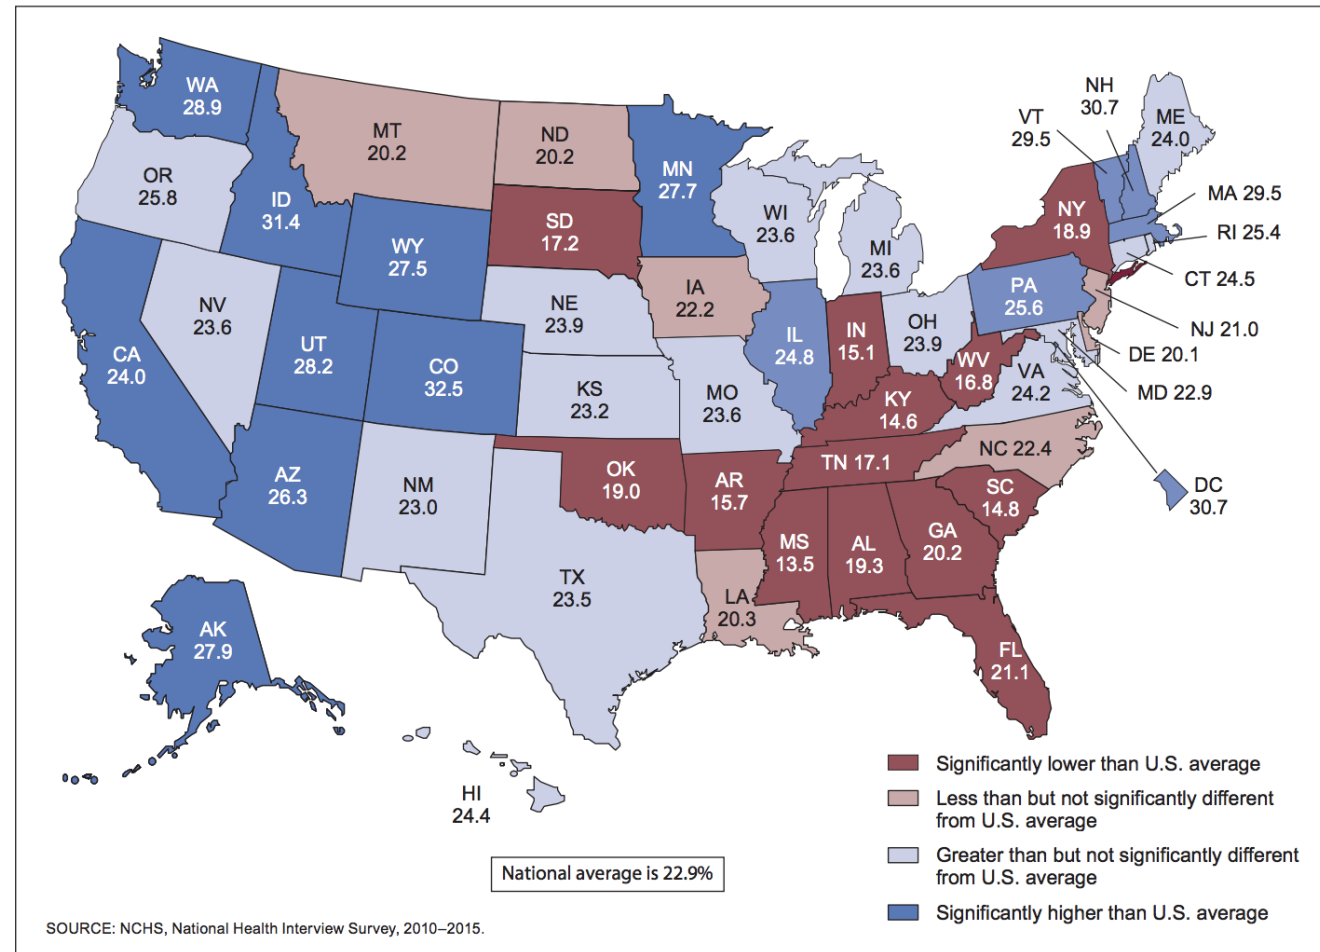 WA
28.9
MT
20.2
ND
20.2
MN
27.7
VT
29.5
NH
30.7
ME
24.0
OR
25.8
ID
31.4
SD
17.2
WI
23.6
MI
23.6
NY
18.9
MA 29.5
RI 25.4
CT 24.5
WY
27.5
NV
23.6
NE
23.9
IA
22.2
PA
25.6
NJ 21.0
DE 20.1
MD 22.9
CA
24.0
UT
28.2
CO
32.5
KS
23.2
MO
23.6
IL
24.8
IN
15.1
OH
23.9
WV
16.8
VA
24.2
KY
14.6
AZ
26.3
NM
23.0
OK
19.0
AR
15.7
TN 17.1
NC 22.4
SC
14.8
DC
30.7
TX
23.5
LA
20.3
MS
13.5
AL
19.3
GA
20.2
FL
21.1
AK
27.9
HI
24.4
Significantly lower than U.S. average
Less than but not significantly different
from U.S. average
Greater than but not significantly different
from U.S. average
Significantly higher than U.S. average
National average is 22.9%
SOURCE: NCHS, National Health Interview Survey, 2010–2015.